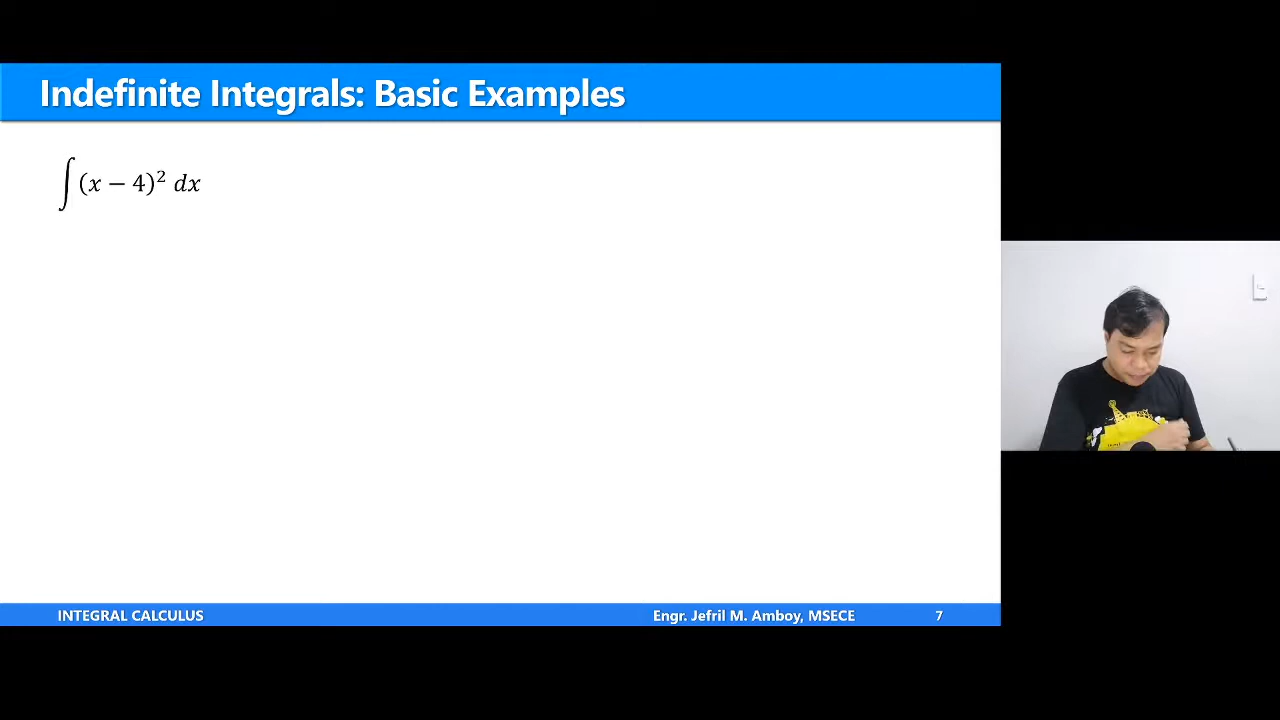 Indefinite Integrals: Basic Examples
∫(x − 4)² dx
INTEGRAL CALCULUS
Engr. Jefril M. Amboy, MSECE
7